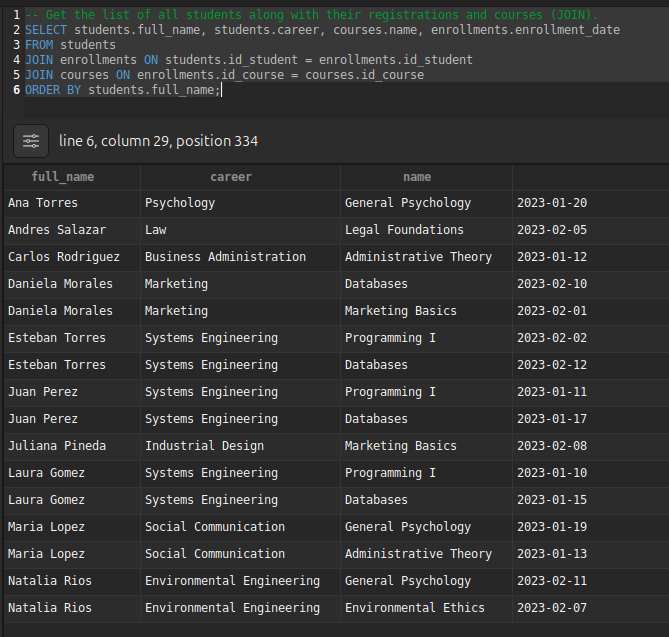 1 -- Get the list of all students along with their registrations and courses (JOIN).
2 SELECT students.full_name, students.career, courses.name, enrollments.enrollment_date
3 FROM students
4 JOIN enrollments ON students.id_student = enrollments.id_student
5 JOIN courses ON enrollments.id_course = courses.id_course
6 ORDER BY students.full_name;
line 6, column 29, position 334
full_name career name
Ana Torres Psychology General Psychology 2023-01-20
Andres Salazar Law Legal Foundations 2023-02-05
Carlos Rodriguez Business Administration Administrative Theory 2023-01-12
Daniela Morales Marketing Databases 2023-02-10
Daniela Morales Marketing Marketing Basics 2023-02-01
Esteban Torres Systems Engineering Programming I 2023-02-02
Esteban Torres Systems Engineering Databases 2023-02-12
Juan Perez Systems Engineering Programming I 2023-01-11
Juan Perez Systems Engineering Databases 2023-01-17
Juliana Pineda Industrial Design Marketing Basics 2023-02-08
Laura Gomez Systems Engineering Programming I 2023-01-10
Laura Gomez Systems Engineering Databases 2023-01-15
Maria Lopez Social Communication General Psychology 2023-01-19
Maria Lopez Social Communication Administrative Theory 2023-01-13
Natalia Rios Environmental Engineering General Psychology 2023-02-11
Natalia Rios Environmental Engineering Environmental Ethics 2023-02-07